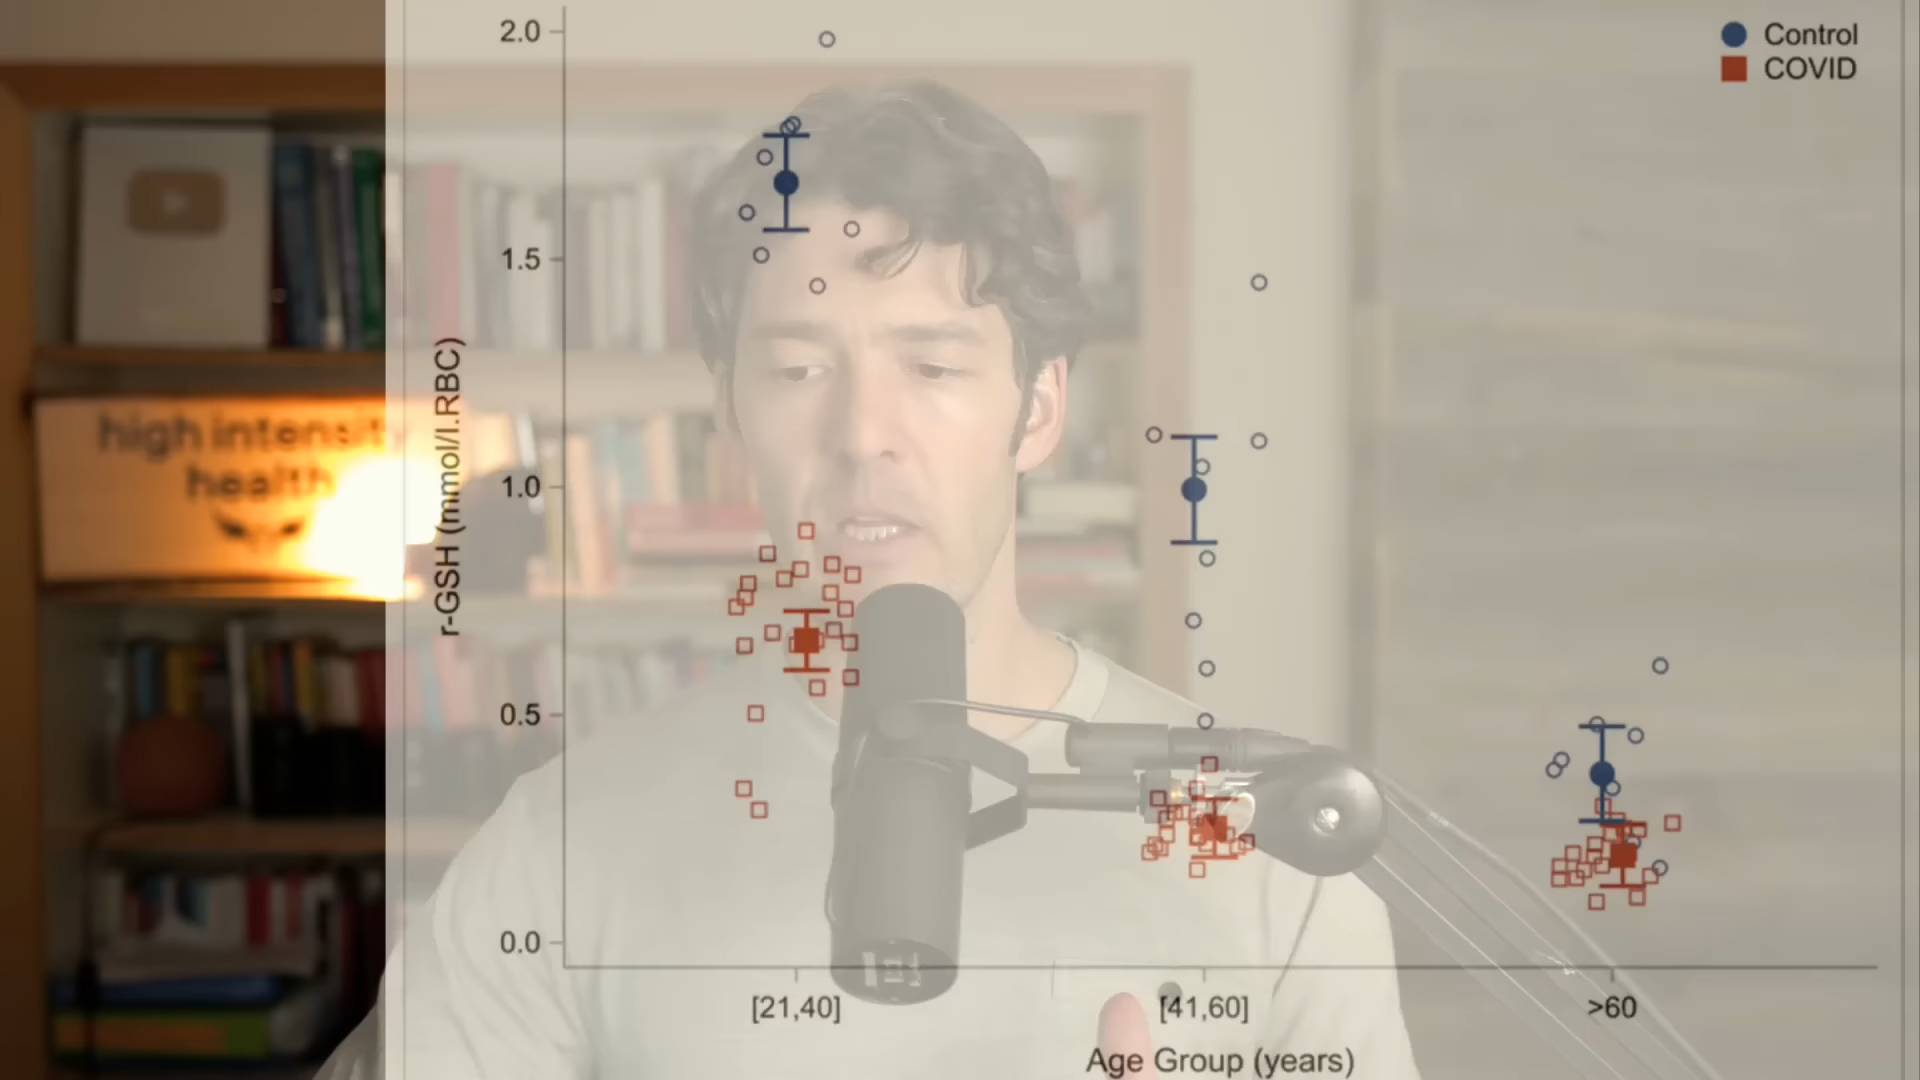 2.0
1.5
1.0
0.5
0.0
r-GSH (mmol/l.RBC)
Control
COVID
high intensity
health
[21,40]
[41,60]
>60
Age Group (years)